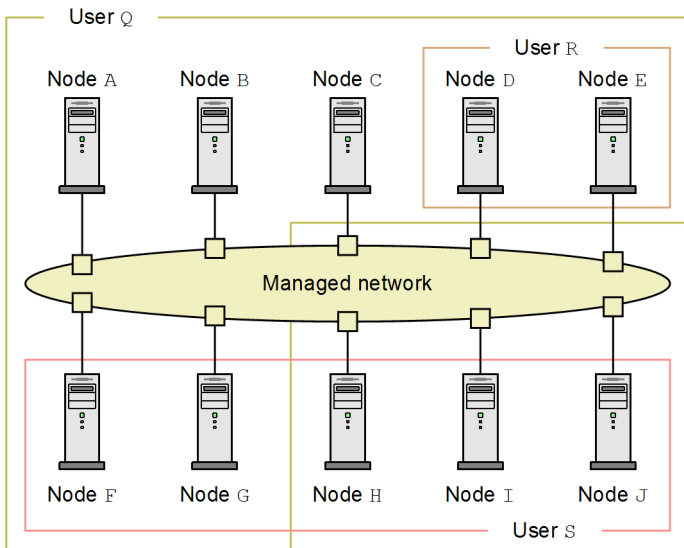 User Q
User R
Node A
Node B
Node C
Node D
Node E
Managed network
Node F
Node G
Node H
Node I
Node J
User S